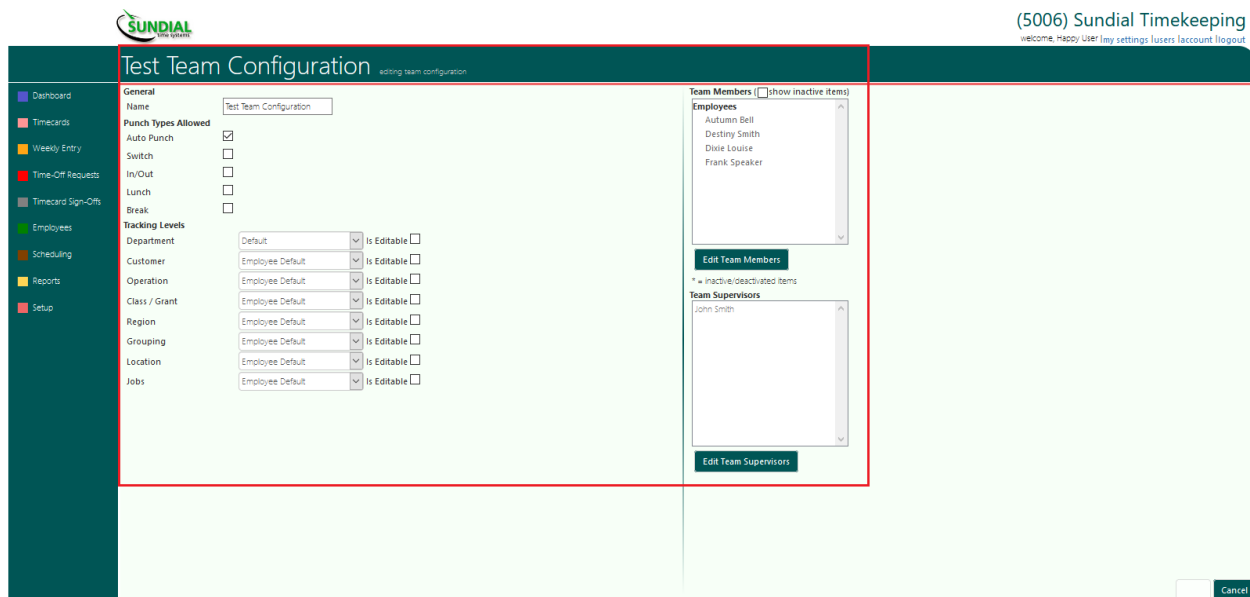 SUNDIAL
time systems
(5006) Sundial Timekeeping
welcome, Happy User |my settings |users |account |logout
Test Team Configuration editing team configuration
Dashboard
Timecards
Weekly Entry
Time-Off Requests
Timecard Sign-Offs
Employees
Scheduling
Reports
Setup
General
Name Test Team Configuration
Punch Types Allowed
Auto Punch
Switch
In/Out
Lunch
Break
Tracking Levels
Department Default Is Editable
Customer Employee Default Is Editable
Operation Employee Default Is Editable
Class / Grant Employee Default Is Editable
Region Employee Default Is Editable
Grouping Employee Default Is Editable
Location Employee Default Is Editable
Jobs Employee Default Is Editable
Team Members (show inactive items)
Employees
Autumn Bell
Destiny Smith
Dixie Louise
Frank Speaker
Edit Team Members
* = inactive/deactivated items
Team Supervisors
John Smith
Edit Team Supervisors
Cancel